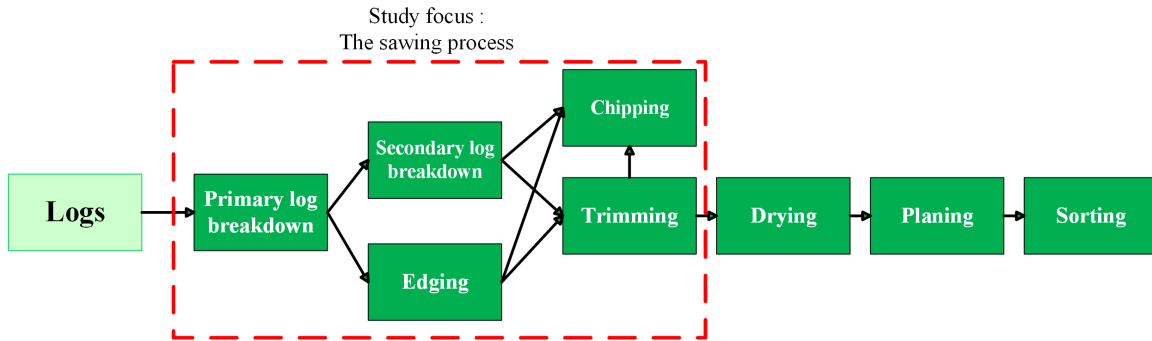 Study focus :
The sawing process
Logs
Primary log
breakdown
Secondary log
breakdown
Edging
Chipping
Trimming
Drying
Planing
Sorting